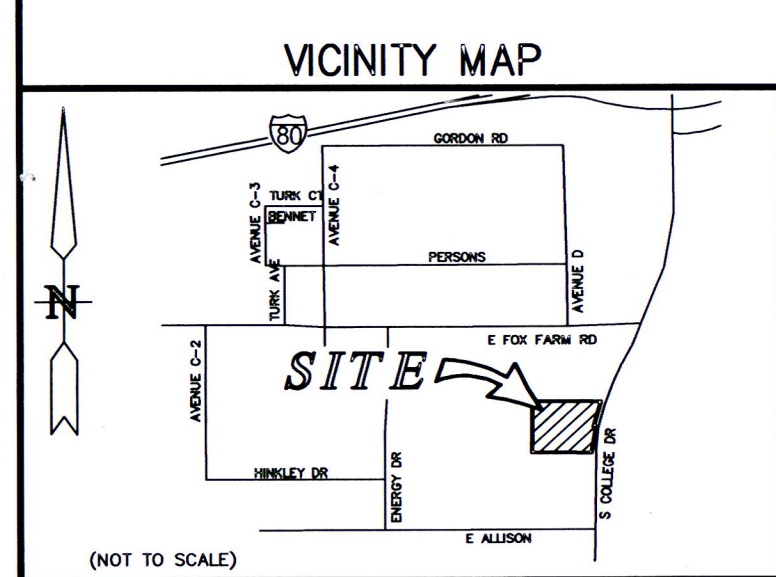 VICINITY MAP
80
GORDON RD
AVENUE C-3
TURK CT
BENNET
AVENUE C-4
PERSONS
TURK AVE
AVENUE D
N
E FOX FARM RD
AVENUE C-2
SITE
HINKLEY DR
ENERGY DR
S COLLEGE DR
E ALLISON
(NOT TO SCALE)